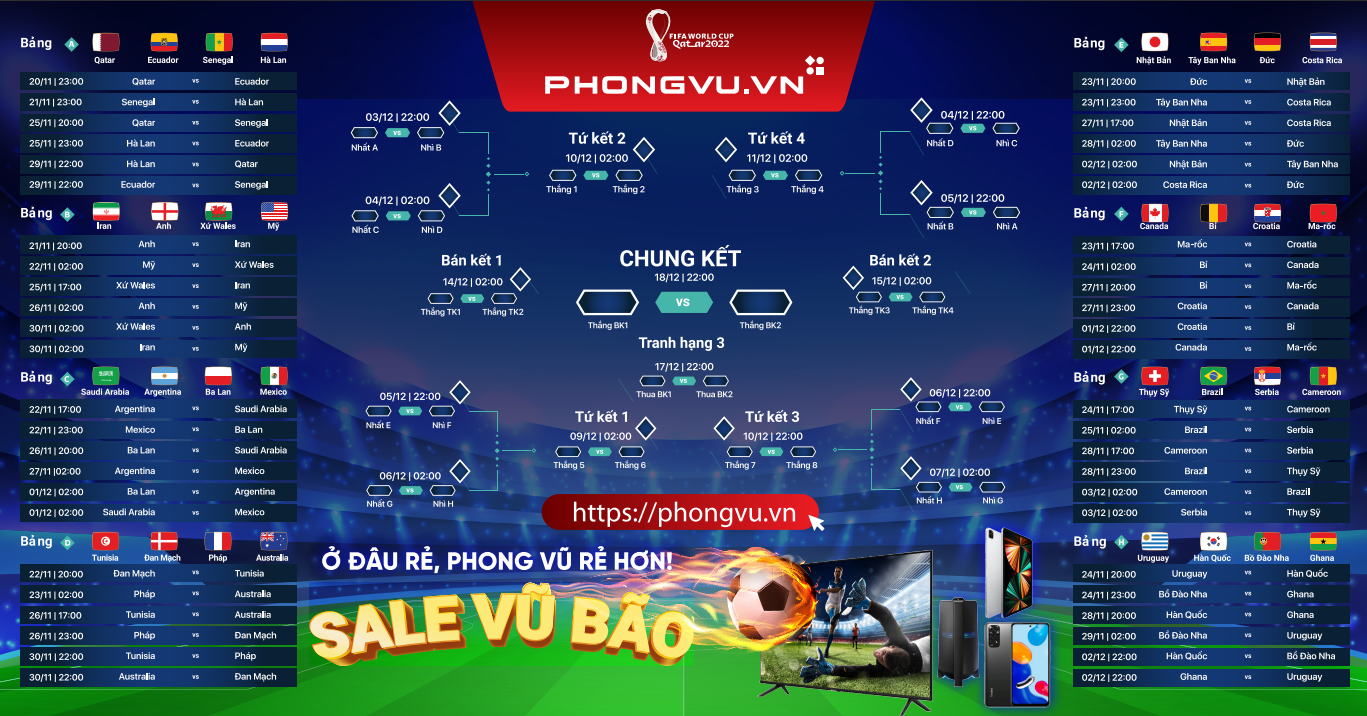 FIFA WORLD CUP
Qatar2022
PHONGVU.VN
Bảng A
Qatar Ecuador Senegal Hà Lan
20/11 | 23:00 Qatar vs Ecuador
21/11 | 23:00 Senegal vs Hà Lan
25/11 | 20:00 Qatar vs Senegal
25/11 | 23:00 Hà Lan vs Ecuador
29/11 | 22:00 Hà Lan vs Qatar
29/11 | 22:00 Ecuador vs Senegal
Bảng B
Iran Anh Xứ Wales Mỹ
21/11 | 20:00 Anh vs Iran
22/11 | 02:00 Mỹ vs Xứ Wales
25/11 | 17:00 Xứ Wales vs Iran
26/11 | 02:00 Anh vs Mỹ
30/11 | 02:00 Xứ Wales vs Anh
30/11 | 02:00 Iran vs Mỹ
Bảng C
Saudi Arabia Argentina Ba Lan Mexico
22/11 | 17:00 Argentina vs Saudi Arabia
22/11 | 23:00 Mexico vs Ba Lan
26/11 | 20:00 Ba Lan vs Saudi Arabia
27/11 |02:00 Argentina vs Mexico
01/12 | 02:00 Ba Lan vs Argentina
01/12 | 02:00 Saudi Arabia vs Mexico
Bảng D
Tunisia Đan Mạch Pháp Australia
22/11 | 20:00 Đan Mạch vs Tunisia
23/11 | 02:00 Pháp vs Australia
26/11 | 17:00 Tunisia vs Australia
26/11 | 23:00 Pháp vs Đan Mạch
30/11 | 22:00 Tunisia vs Pháp
30/11 | 22:00 Australia vs Đan Mạch
03/12 | 22:00
VS
Nhất A Nhì B
04/12 | 02:00
VS
Nhất C Nhì D
Tứ kết 2
10/12 | 02:00
VS
Thắng 1 Thắng 2
Tứ kết 4
11/12 | 02:00
VS
Thắng 3 Thắng 4
04/12 | 22:00
VS
Nhất D Nhì C
05/12 | 22:00
VS
Nhất B Nhì A
Bán kết 1
14/12 | 02:00
VS
Thắng TK1 Thắng TK2
CHUNG KẾT
18/12 | 22:00
VS
Thắng BK1 Thắng BK2
Bán kết 2
15/12 | 02:00
VS
Thắng TK3 Thắng TK4
Tranh hạng 3
17/12 | 22:00
VS
Thua BK1 Thua BK2
05/12 | 22:00
VS
Nhất E Nhì F
06/12 | 02:00
VS
Nhất G Nhì H
Tứ kết 1
09/12 | 02:00
VS
Thắng 5 Thắng 6
Tứ kết 3
10/12 | 22:00
VS
Thắng 7 Thắng 8
06/12 | 22:00
VS
Nhất F Nhì E
07/12 | 02:00
VS
Nhất H Nhì G
https://phongvu.vn
Ở ĐÂU RẺ, PHONG VŨ RẺ HƠN!
SALE VŨ BÃO
Bảng E
Nhật Bản Tây Ban Nha Đức Costa Rica
23/11 | 20:00 Đức vs Nhật Bản
23/11 | 23:00 Tây Ban Nha vs Costa Rica
27/11 | 17:00 Nhật Bản vs Costa Rica
28/11 | 02:00 Tây Ban Nha vs Đức
02/12 | 02:00 Nhật Bản vs Tây Ban Nha
02/12 | 02:00 Costa Rica vs Đức
Bảng F
Canada Bỉ Croatia Ma-rốc
23/11 | 17:00 Ma-rốc vs Croatia
24/11 | 02:00 Bỉ vs Canada
27/11 | 20:00 Bỉ vs Ma-rốc
27/11 | 23:00 Croatia vs Canada
01/12 | 22:00 Croatia vs Bỉ
01/12 | 22:00 Canada vs Ma-rốc
Bảng G
Thụy Sỹ Brazil Serbia Cameroon
24/11 | 17:00 Thụy Sỹ vs Cameroon
25/11 | 02:00 Brazil vs Serbia
28/11 | 17:00 Cameroon vs Serbia
28/11 | 23:00 Brazil vs Thụy Sỹ
03/12 | 02:00 Cameroon vs Brazil
03/12 | 02:00 Serbia vs Thụy Sỹ
Bảng H
Uruguay Hàn Quốc Bồ Đào Nha Ghana
24/11 | 20:00 Uruguay vs Hàn Quốc
24/11 | 23:00 Bồ Đào Nha vs Ghana
28/11 | 20:00 Hàn Quốc vs Ghana
29/11 | 02:00 Bồ Đào Nha vs Uruguay
02/12 | 22:00 Hàn Quốc vs Bồ Đào Nha
02/12 | 22:00 Ghana vs Uruguay